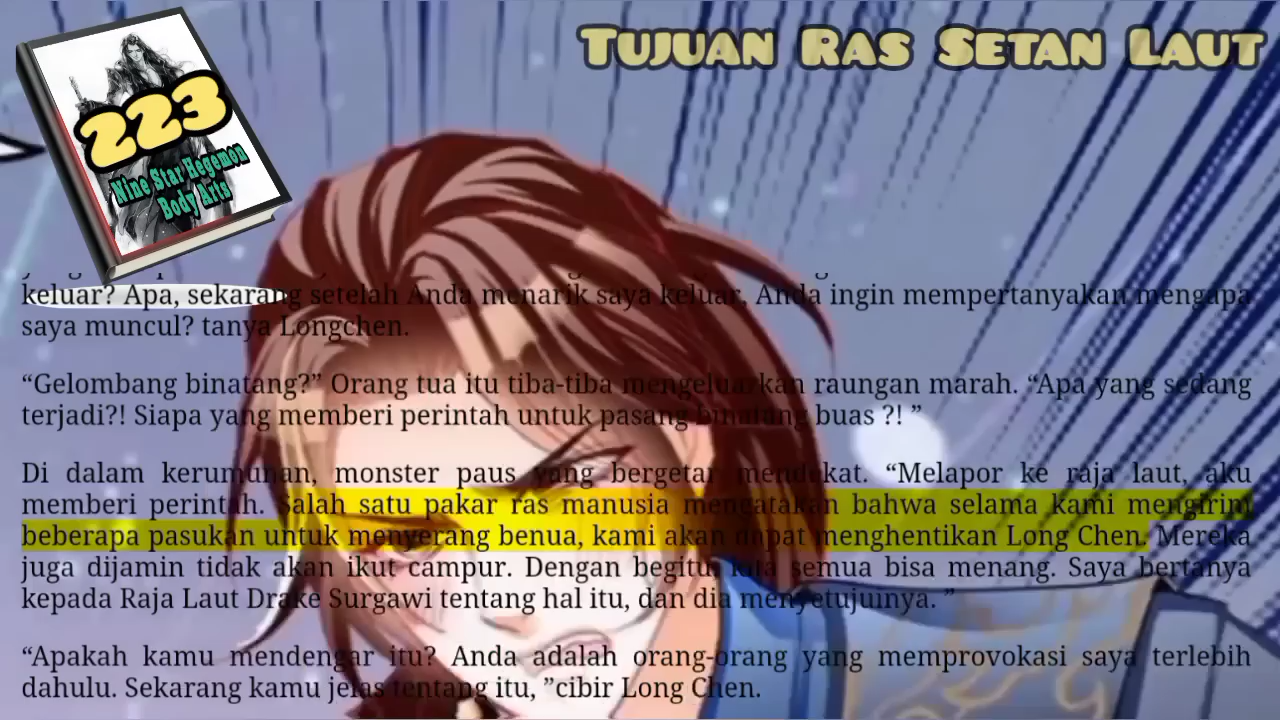 Tujuan Ras Setan Laut
223
Nine Star Hegemon
Body Arts
keluar? Apa, sekarang setelah Anda menarik saya keluar, Anda ingin mempertanyakan mengapa
saya muncul? tanya Longchen.
“Gelombang binatang?” Orang tua itu tiba-tiba mengeluarkan raungan marah. “Apa yang sedang
terjadi?! Siapa yang memberi perintah untuk pasang binatang buas ?! ”
Di dalam kerumunan, monster paus yang bergetar mendekat. “Melapor ke raja laut, aku
memberi perintah. Salah satu pakar ras manusia mengatakan bahwa selama kami mengirim
beberapa pasukan untuk menyerang benua, kami akan dapat menghentikan Long Chen. Mereka
juga dijamin tidak akan ikut campur. Dengan begitu, kita semua bisa menang. Saya bertanya
kepada Raja Laut Drake Surgawi tentang hal itu, dan dia menyetujuinya. ”
“Apakah kamu mendengar itu? Anda adalah orang-orang yang memprovokasi saya terlebih
dahulu. Sekarang kamu jelas tentang itu, ”cibir Long Chen.